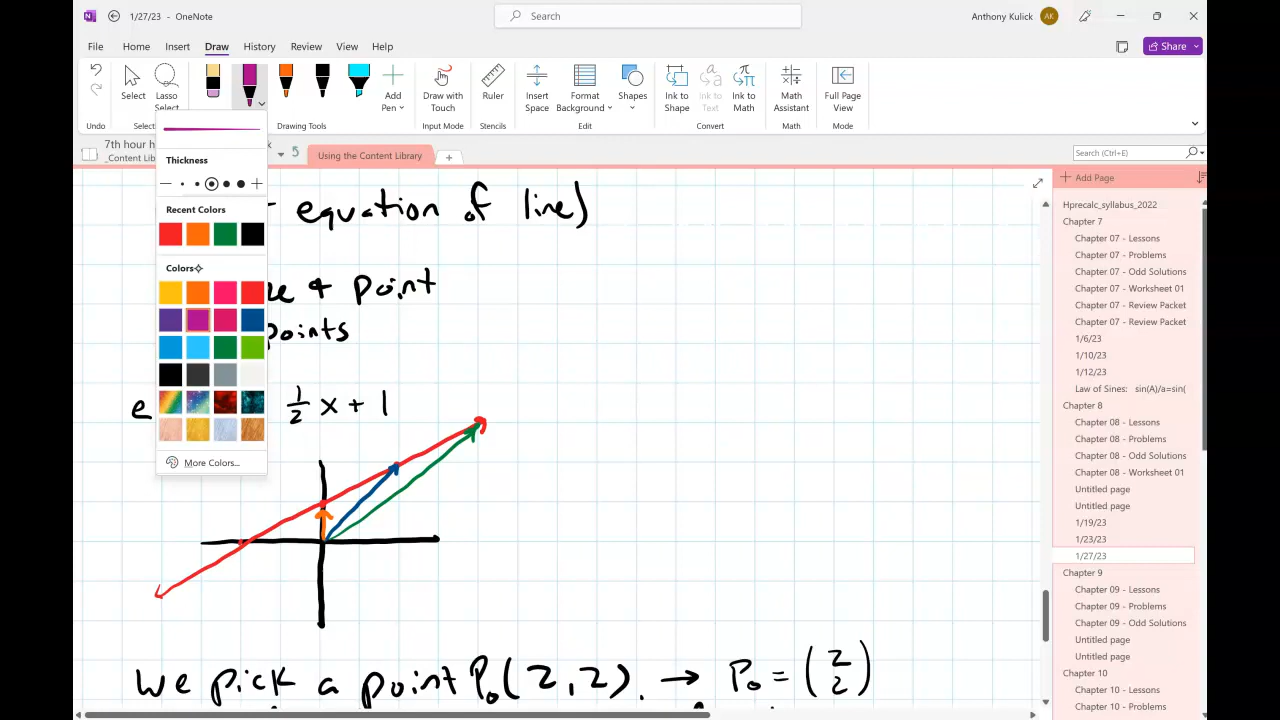 1/27/23 - OneNote
Search
Anthony Kulick
AK
File Home Insert Draw History Review View Help
Share
Undo
Select
Lasso Select
Add Pen
Drawing Tools
Draw with Touch
Input Mode
Ruler
Stencils
Insert Space
Format Background
Shapes
Edit
Ink to Shape
Ink to Text
Ink to Math
Convert
Math Assistant
Math
Full Page View
Mode
7th hour h
_Content Lib
Using the Content Library
Search (Ctrl+E)
Thickness
Recent Colors
Colors
More Colors...
equation of line)
& point
points
e
1/2 x + 1
We pick a point P₀(2,2). → P₀ = (2 2)
Add Page
Hprecalc_syllabus_2022
Chapter 7
Chapter 07 - Lessons
Chapter 07 - Problems
Chapter 07 - Odd Solutions
Chapter 07 - Worksheet 01
Chapter 07 - Review Packet
Chapter 07 - Review Packet
1/6/23
1/10/23
1/12/23
Law of Sines: sin(A)/a=sin(
Chapter 8
Chapter 08 - Lessons
Chapter 08 - Problems
Chapter 08 - Odd Solutions
Chapter 08 - Worksheet 01
Untitled page
Untitled page
1/19/23
1/23/23
1/27/23
Chapter 9
Chapter 09 - Lessons
Chapter 09 - Problems
Chapter 09 - Odd Solutions
Untitled page
Untitled page
Chapter 10
Chapter 10 - Lessons
Chapter 10 - Problems